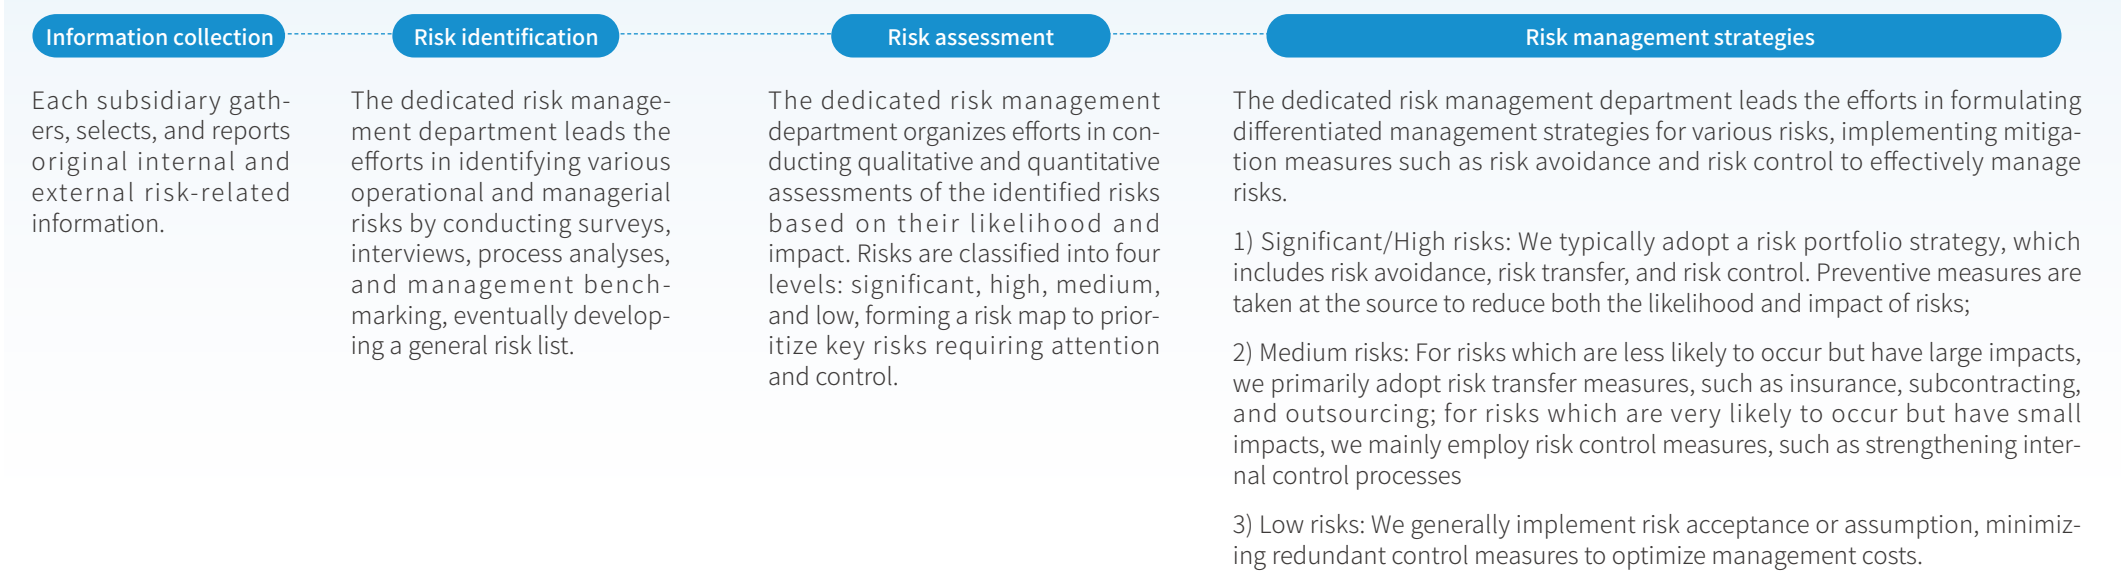 Information collection
Each subsidiary gath-
ers, selects, and reports
original internal and
external risk-related
information.
Risk identification
The dedicated risk manage-
ment department leads the
efforts in identifying various
operational and managerial
risks by conducting surveys,
interviews, process analyses,
and management bench-
marking, eventually develop-
ing a general risk list.
Risk assessment
The dedicated risk management
department organizes efforts in con-
ducting qualitative and quantitative
assessments of the identified risks
based on their likelihood and
impact. Risks are classified into four
levels: significant, high, medium,
and low, forming a risk map to prior-
itize key risks requiring attention
and control.
Risk management strategies
The dedicated risk management department leads the efforts in formulating
differentiated management strategies for various risks, implementing mitiga-
tion measures such as risk avoidance and risk control to effectively manage
risks.
1) Significant/High risks: We typically adopt a risk portfolio strategy, which
includes risk avoidance, risk transfer, and risk control. Preventive measures are
taken at the source to reduce both the likelihood and impact of risks;
2) Medium risks: For risks which are less likely to occur but have large impacts,
we primarily adopt risk transfer measures, such as insurance, subcontracting,
and outsourcing; for risks which are very likely to occur but have small
impacts, we mainly employ risk control measures, such as strengthening inter-
nal control processes
3) Low risks: We generally implement risk acceptance or assumption, minimiz-
ing redundant control measures to optimize management costs.